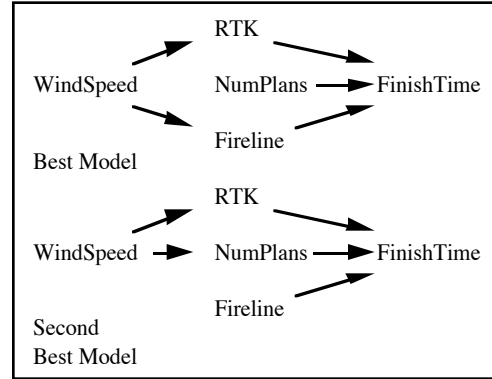 RTK
WindSpeed NumPlans FinishTime
Fireline
Best Model
RTK
WindSpeed NumPlans FinishTime
Fireline
Second
Best Model